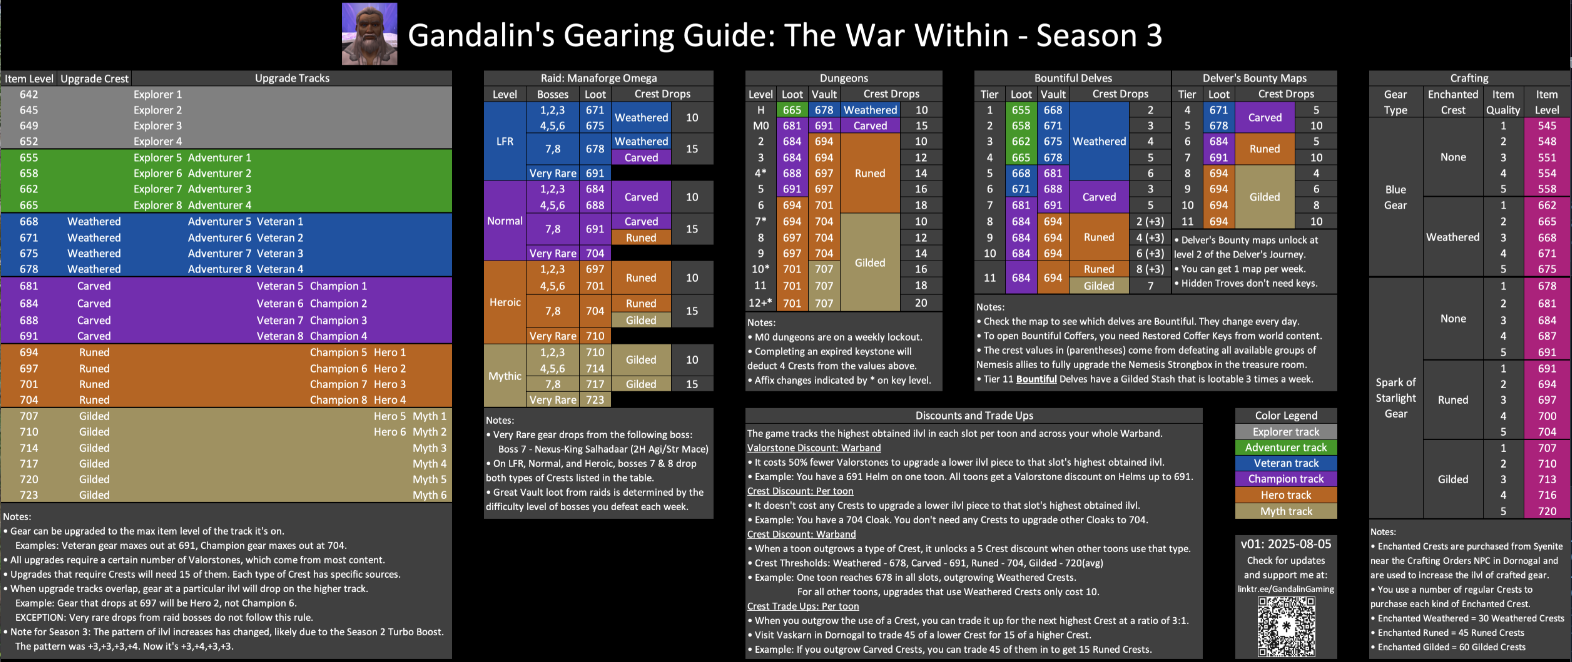 Gandalin's Gearing Guide: The War Within - Season 3
Item Level Upgrade Crest Upgrade Tracks
642 Explorer 1
645 Explorer 2
649 Explorer 3
652 Explorer 4
655 Explorer 5 Adventurer 1
658 Explorer 6 Adventurer 2
662 Explorer 7 Adventurer 3
665 Explorer 8 Adventurer 4
668 Weathered Adventurer 5 Veteran 1
671 Weathered Adventurer 6 Veteran 2
675 Weathered Adventurer 7 Veteran 3
678 Weathered Adventurer 8 Veteran 4
681 Carved Veteran 5 Champion 1
684 Carved Veteran 6 Champion 2
688 Carved Veteran 7 Champion 3
691 Carved Veteran 8 Champion 4
694 Runed Champion 5 Hero 1
697 Runed Champion 6 Hero 2
701 Runed Champion 7 Hero 3
704 Runed Champion 8 Hero 4
707 Gilded Hero 5 Myth 1
710 Gilded Hero 6 Myth 2
714 Gilded Myth 3
717 Gilded Myth 4
720 Gilded Myth 5
723 Gilded Myth 6
Notes:
• Gear can be upgraded to the max item level of the track it's on.
Examples: Veteran gear maxes out at 691, Champion gear maxes out at 704.
• All upgrades require a certain number of Valorstones, which come from most content.
• Upgrades that require Crests will need 15 of them. Each type of Crest has specific sources.
• When upgrade tracks overlap, gear at a particular ilvl will drop on the higher track.
Example: Gear that drops at 697 will be Hero 2, not Champion 6.
EXCEPTION: Very rare drops from raid bosses do not follow this rule.
• Note for Season 3: The pattern of ilvl increases has changed, likely due to the Season 2 Turbo Boost.
The pattern was +3,+3,+3,+4. Now it's +3,+4,+3,+3.
Raid: Manaforge Omega
Level Bosses Loot Crest Drops
LFR
1,2,3 671
4,5,6 675
Weathered 10
7,8 678
Weathered
Carved
15
Very Rare 691
Normal
1,2,3 684
4,5,6 688
Carved 10
7,8 691
Carved
Runed
15
Very Rare 704
Heroic
1,2,3 697
4,5,6 701
Runed 10
7,8 704
Runed
Gilded
15
Very Rare 710
Mythic
1,2,3 710
4,5,6 714
Gilded 10
7,8 717 Gilded 15
Very Rare 723
Notes:
• Very Rare gear drops from the following boss:
Boss 7 - Nexus-King Salhadaar (2H Agi/Str Mace)
• On LFR, Normal, and Heroic, bosses 7 & 8 drop
both types of Crests listed in the table.
• Great Vault loot from raids is determined by the
difficulty level of bosses you defeat each week.
Dungeons
Level Loot Vault Crest Drops
H 665 678 Weathered 10
M0 681 691 Carved 15
2 684 694 10
3 684 694 12
4* 688 697 Runed 14
5 691 697 16
6 694 701 18
7* 694 704 10
8 697 704 12
9 697 704 14
Gilded
10* 701 707 16
11 701 707 18
12+* 701 707 20
Notes:
• M0 dungeons are on a weekly lockout.
• Completing an expired keystone will
deduct 4 Crests from the values above.
• Affix changes indicated by * on key level.
Bountiful Delves
Tier Loot Vault Crest Drops
1 655 668 2
2 658 671 3
3 662 675 Weathered 4
4 665 678 5
5 668 681 6
6 671 688 3
Carved
7 681 691 5
8 684 694 2 (+3)
9 684 694 Runed 4 (+3)
10 684 694 6 (+3)
11 684 694
Runed 8 (+3)
Gilded 7
Delver's Bounty Maps
Tier Loot Crest Drops
4 671 5
Carved
5 678 10
6 684 5
Runed
7 691 10
8 694 4
9 694 6
Gilded
10 694 8
11 694 10
• Delver's Bounty maps unlock at
level 2 of the Delver's Journey.
• You can get 1 map per week.
• Hidden Troves don't need keys.
Notes:
• Check the map to see which delves are Bountiful. They change every day.
• To open Bountiful Coffers, you need Restored Coffer Keys from world content.
• The crest values in (parentheses) come from defeating all available groups of
Nemesis allies to fully upgrade the Nemesis Strongbox in the treasure room.
• Tier 11 Bountiful Delves have a Gilded Stash that is lootable 3 times a week.
Discounts and Trade Ups
The game tracks the highest obtained ilvl in each slot per toon and across your whole Warband.
Valorstone Discount: Warband
• It costs 50% fewer Valorstones to upgrade a lower ilvl piece to that slot's highest obtained ilvl.
• Example: You have a 691 Helm on one toon. All toons get a Valorstone discount on Helms up to 691.
Crest Discount: Per toon
• It doesn't cost any Crests to upgrade a lower ilvl piece to that slot's highest obtained ilvl.
• Example: You have a 704 Cloak. You don't need any Crests to upgrade other Cloaks to 704.
Crest Discount: Warband
• When a toon outgrows a type of Crest, it unlocks a 5 Crest discount when other toons use that type.
• Crest Thresholds: Weathered - 678, Carved - 691, Runed - 704, Gilded - 720(avg)
• Example: One toon reaches 678 in all slots, outgrowing Weathered Crests.
For all other toons, upgrades that use Weathered Crests only cost 10.
Crest Trade Ups: Per toon
• When you outgrow the use of a Crest, you can trade it up for the next highest Crest at a ratio of 3:1.
• Visit Vaskarn in Dornogal to trade 45 of a lower Crest for 15 of a higher Crest.
• Example: If you outgrow Carved Crests, you can trade 45 of them in to get 15 Runed Crests.
Color Legend
Explorer track
Adventurer track
Veteran track
Champion track
Hero track
Myth track
v01: 2025-08-05
Check for updates
and support me at:
linktr.ee/GandalinGaming
Crafting
Gear Type Enchanted Crest Item Quality Item Level
Blue Gear
None
1 545
2 548
3 551
4 554
5 558
Weathered
1 662
2 665
3 668
4 671
5 675
Spark of Starlight Gear
None
1 678
2 681
3 684
4 687
5 691
Runed
1 691
2 694
3 697
4 700
5 704
Gilded
1 707
2 710
3 713
4 716
5 720
Notes:
• Enchanted Crests are purchased from Syenite
near the Crafting Orders NPC in Dornogal and
are used to increase the ilvl of crafted gear.
• You use a number of regular Crests to
purchase each kind of Enchanted Crest.
• Enchanted Weathered = 30 Weathered Crests
• Enchanted Runed = 45 Runed Crests
• Enchanted Gilded = 60 Gilded Crests